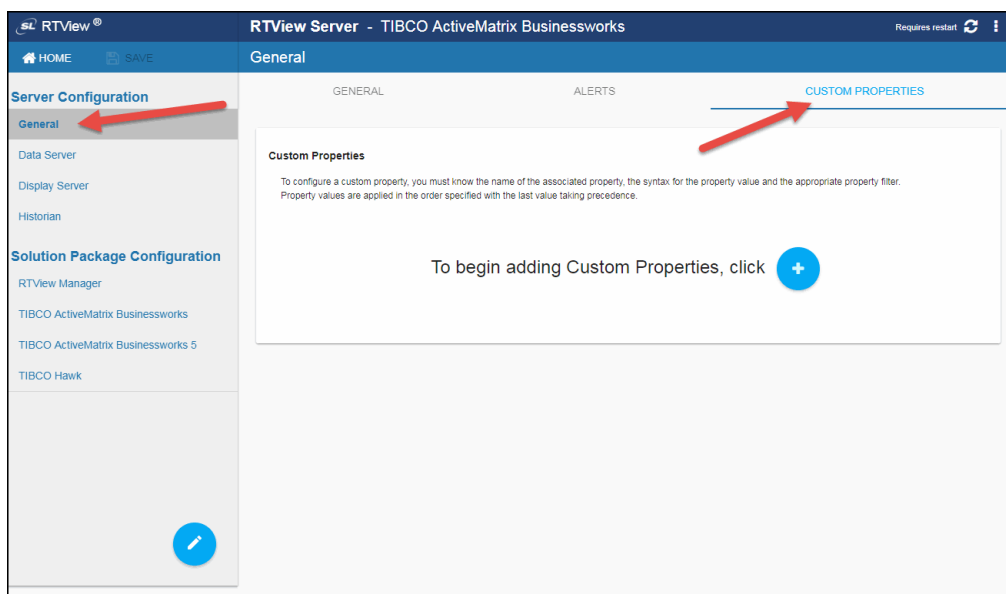 SL RTView ®
RTView Server - TIBCO ActiveMatrix Businessworks
Requires restart
HOME
SAVE
General
Server Configuration
General
Data Server
Display Server
Historian
Solution Package Configuration
RTView Manager
TIBCO ActiveMatrix Businessworks
TIBCO ActiveMatrix Businessworks 5
TIBCO Hawk
GENERAL
ALERTS
CUSTOM PROPERTIES
Custom Properties
To configure a custom property, you must know the name of the associated property, the syntax for the property value and the appropriate property filter.
Property values are applied in the order specified with the last value taking precedence.
To begin adding Custom Properties, click